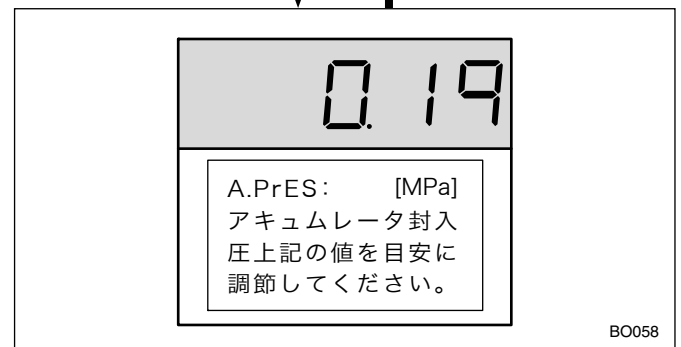 0.19
A.PrES: [MPa]
アキュムレータ封入
圧上記の値を目安に
調節してください。
BO058